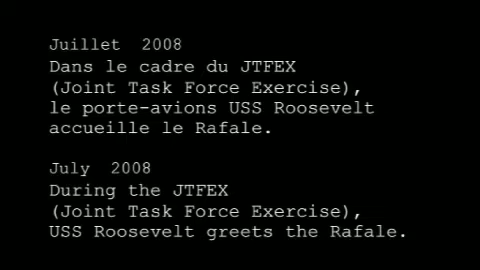 Juillet 2008
Dans le cadre du JTFEX
(Joint Task Force Exercise),
le porte-avions USS Roosevelt
accueille le Rafale.
July 2008
During the JTFEX
(Joint Task Force Exercise),
USS Roosevelt greets the Rafale.